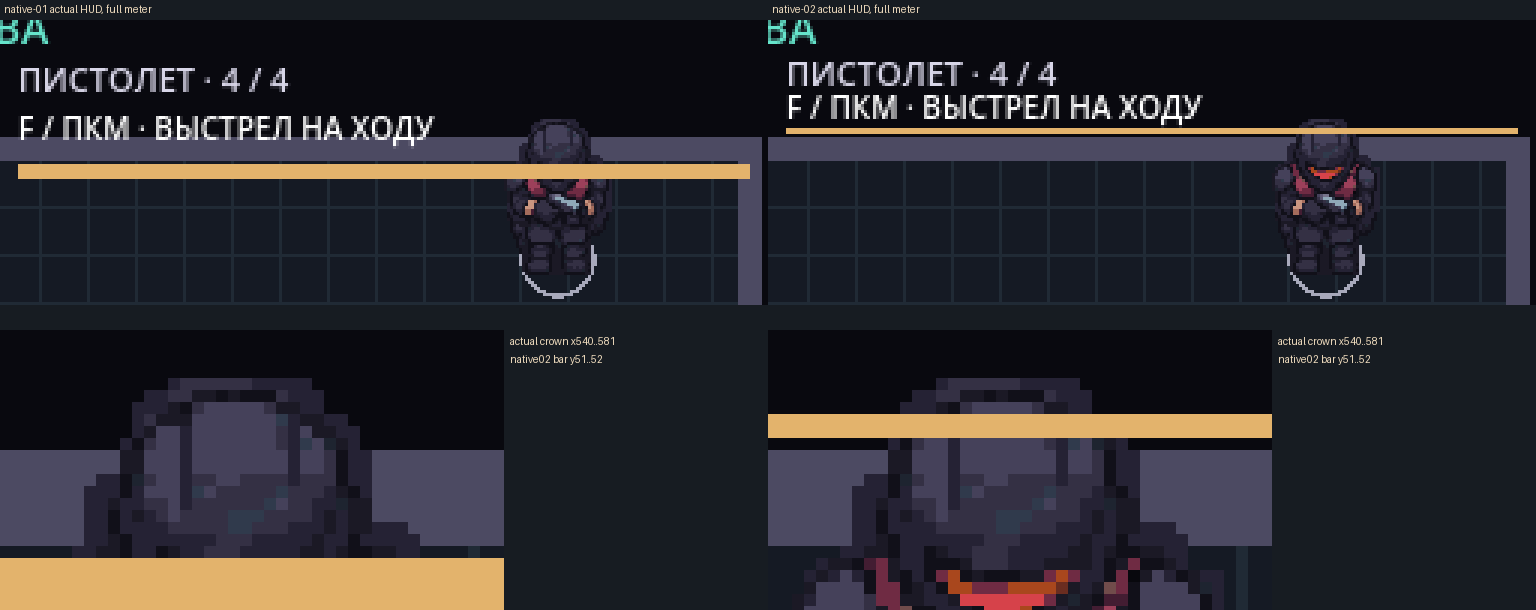 native-01 actual HUD, full meter
native-02 actual HUD, full meter
ВА
ВА
ПИСТОЛЕТ · 4 / 4
ПИСТОЛЕТ · 4 / 4
F / ПКМ · ВЫСТРЕЛ НА ХОДУ
F / ПКМ · ВЫСТРЕЛ НА ХОДУ
actual crown x540..581
native02 bar y51..52
actual crown x540..581
native02 bar y51..52